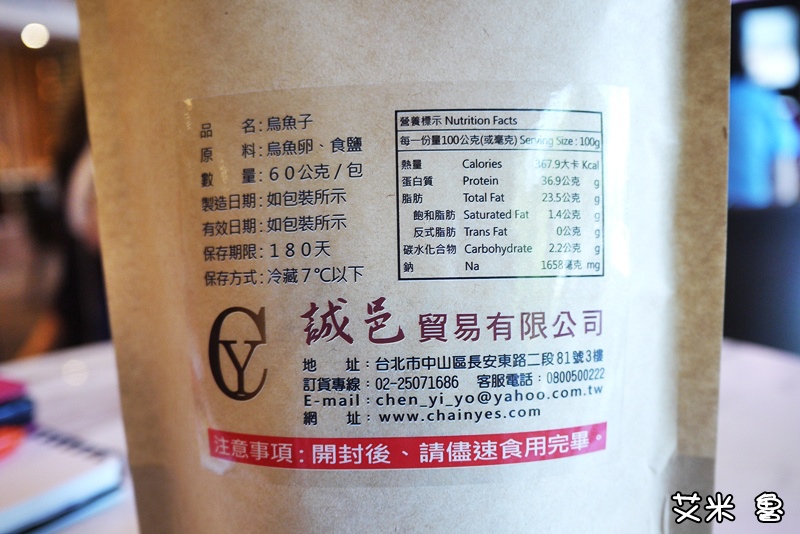 品　　名：烏魚子
原　　料：烏魚卵、食鹽
數　　量：６０公克／包
製造日期：如包裝所示
有效日期：如包裝所示
保存期限：１８０天
保存方式：冷藏７℃以下
營養標示 Nutrition Facts
每一份量100公克(或毫克) Serving Size：100g
熱量 Calories 367.9大卡 Kcal
蛋白質 Protein 36.9公克 g
脂肪 Total Fat 23.5公克 g
飽和脂肪 Saturated Fat 1.4公克 g
反式脂肪 Trans Fat 0公克 g
碳水化合物 Carbohydrate 2.2公克 g
鈉 Na 1658毫克 mg
CY
誠邑貿易有限公司
地　　址：台北市中山區長安東路二段81號3樓
訂貨專線：02-25071686 客服電話：0800500222
E-mail：chen_yi_yo@yahoo.com.tw
網　　址：www.chainyes.com
注意事項：開封後、請儘速食用完畢。
艾米 魯